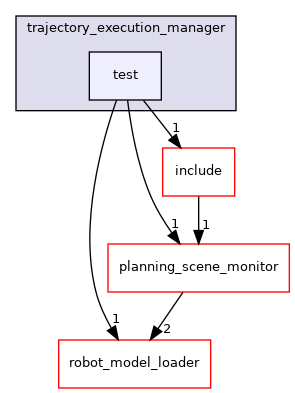 trajectory_execution_manager
test
1
include
1
1
planning_scene_monitor
1
2
robot_model_loader